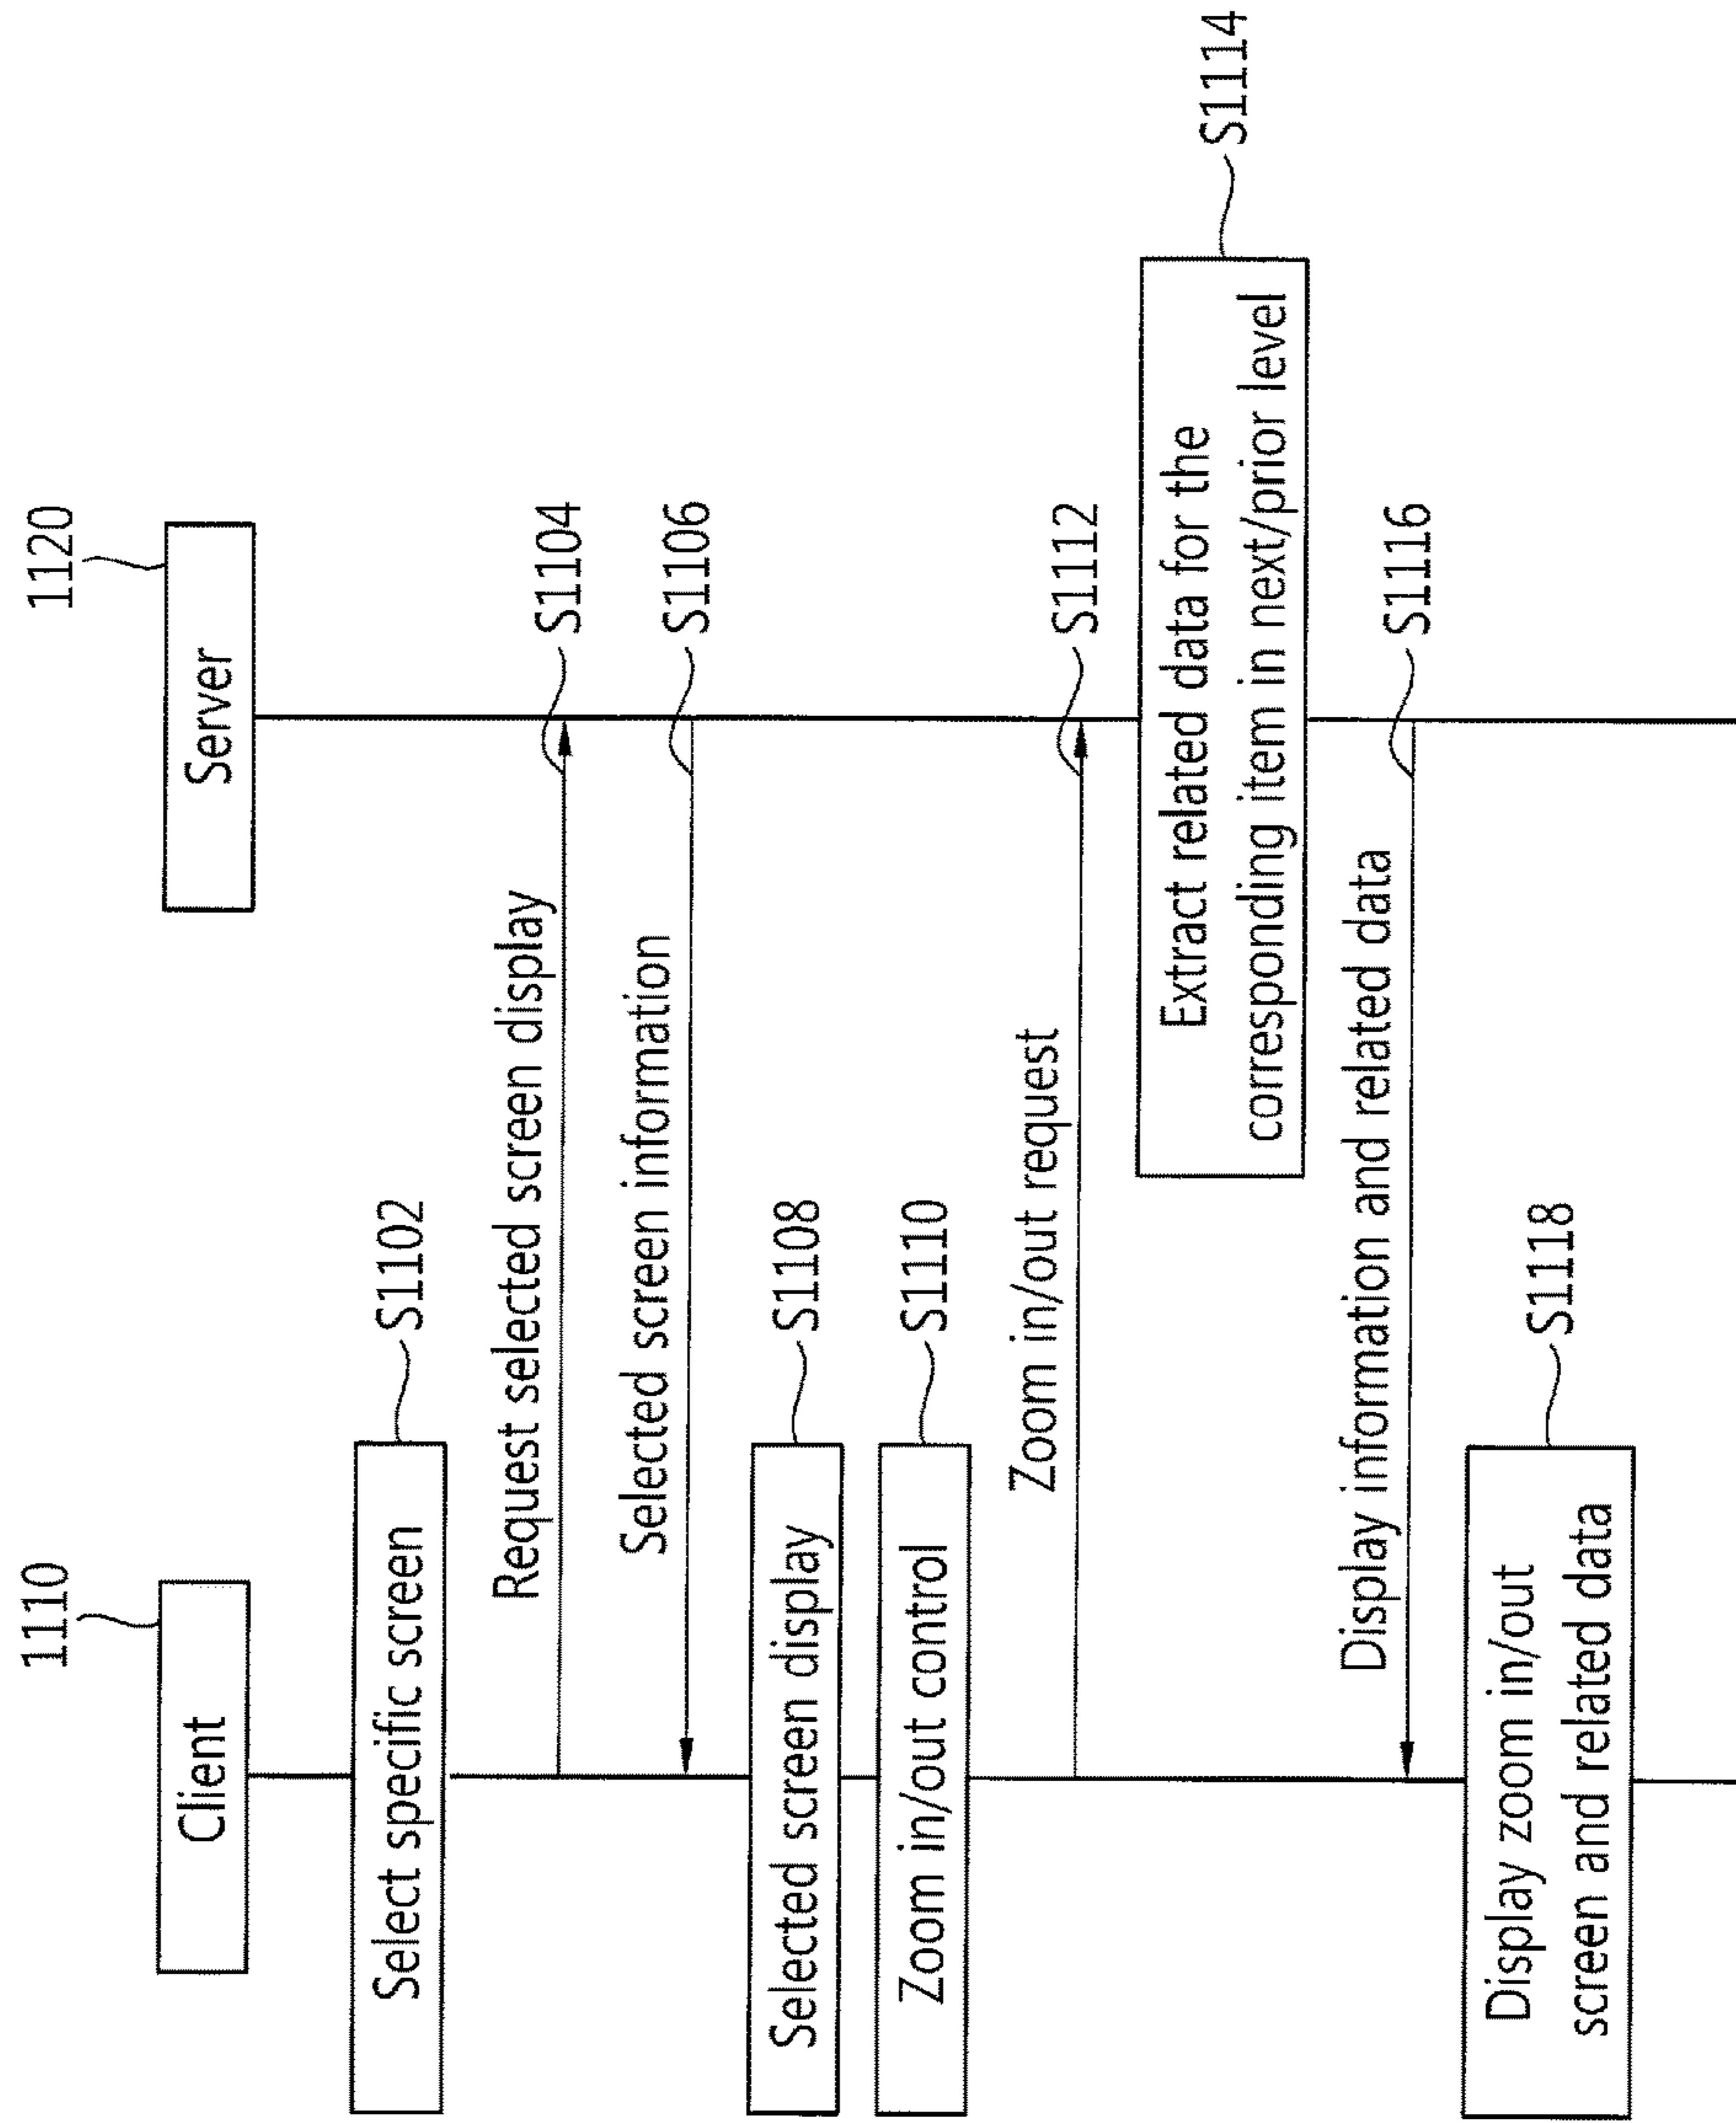 1110
1120
Client
Server
Select specific screen
S1102
Request selected screen display
S1104
Selected screen information
S1106
Selected screen display
S1108
Zoom in/out control
S1110
Zoom in/out request
S1112
Extract related data for the
corresponding item in next/prior level
S1114
Display information and related data
S1116
Display zoom in/out
screen and related data
S1118